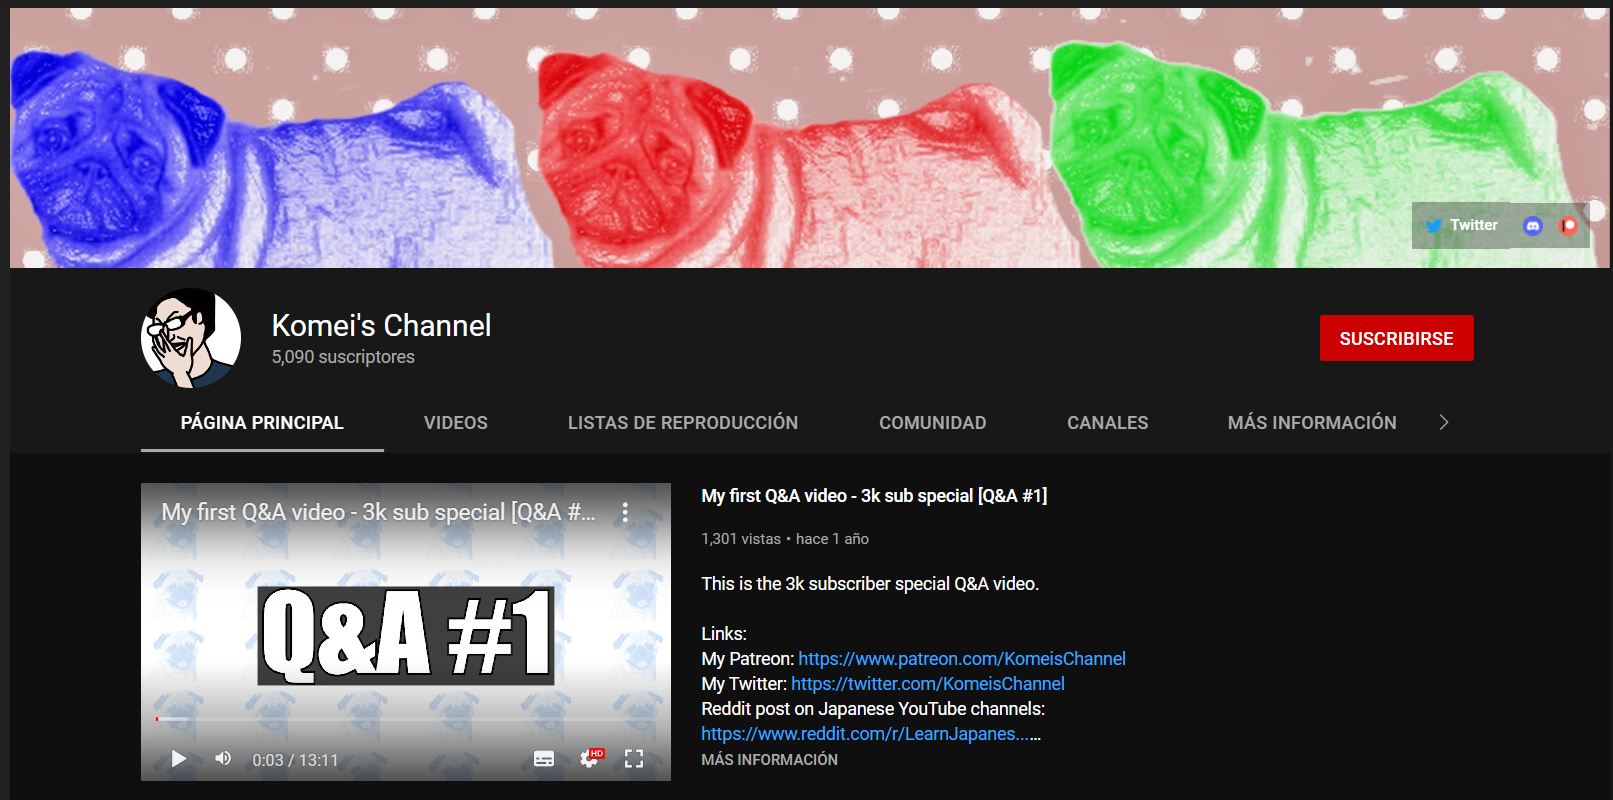 Twitter
Komei's Channel
5,090 suscriptores
SUSCRIBIRSE
PÁGINA PRINCIPAL
VIDEOS
LISTAS DE REPRODUCCIÓN
COMUNIDAD
CANALES
MÁS INFORMACIÓN
My first Q&A video - 3k sub special [Q&A #...
Q&A #1
0:03 / 13:11
HD
My first Q&A video - 3k sub special [Q&A #1]
1,301 vistas • hace 1 año
This is the 3k subscriber special Q&A video.
Links:
My Patreon: https://www.patreon.com/KomeisChannel
My Twitter: https://twitter.com/KomeisChannel
Reddit post on Japanese YouTube channels:
https://www.reddit.com/r/LearnJapanes......
MÁS INFORMACIÓN